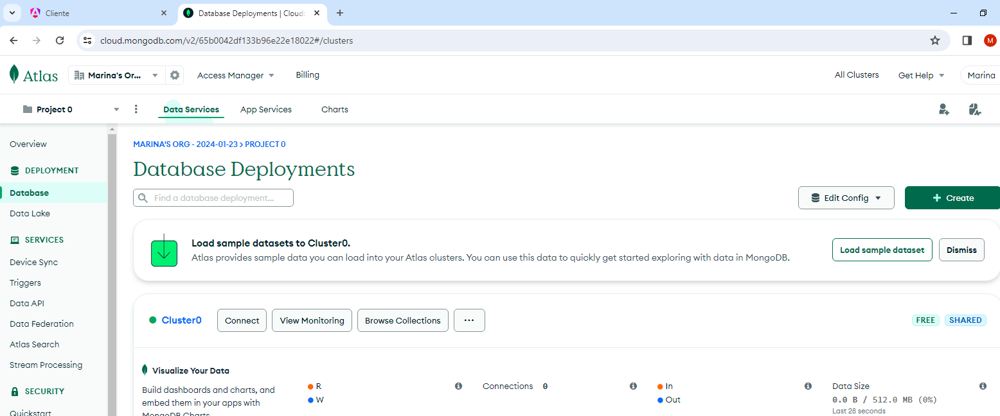 Cliente
Database Deployments | Cloud
cloud.mongodb.com/v2/65b0042df133b96e22e18022#/clusters
M
Atlas
Marina's Or...
Access Manager
Billing
All Clusters
Get Help
Marina
Project 0
Data Services
App Services
Charts
Overview
DEPLOYMENT
Database
Data Lake
SERVICES
Device Sync
Triggers
Data API
Data Federation
Atlas Search
Stream Processing
SECURITY
Quickstart
MARINA'S ORG - 2024-01-23 > PROJECT 0
Database Deployments
Find a database deployment...
Edit Config
+ Create
Load sample datasets to Cluster0.
Atlas provides sample data you can load into your Atlas clusters. You can use this data to quickly get started exploring with data in MongoDB.
Load sample dataset
Dismiss
Cluster0
Connect
View Monitoring
Browse Collections
...
FREE
SHARED
Visualize Your Data
Build dashboards and charts, and
embed them in your apps with
MongoDB Charts
R
W
Connections 0
In
Out
Data Size
0.0 B / 512.0 MB (0%)
Last 28 seconds